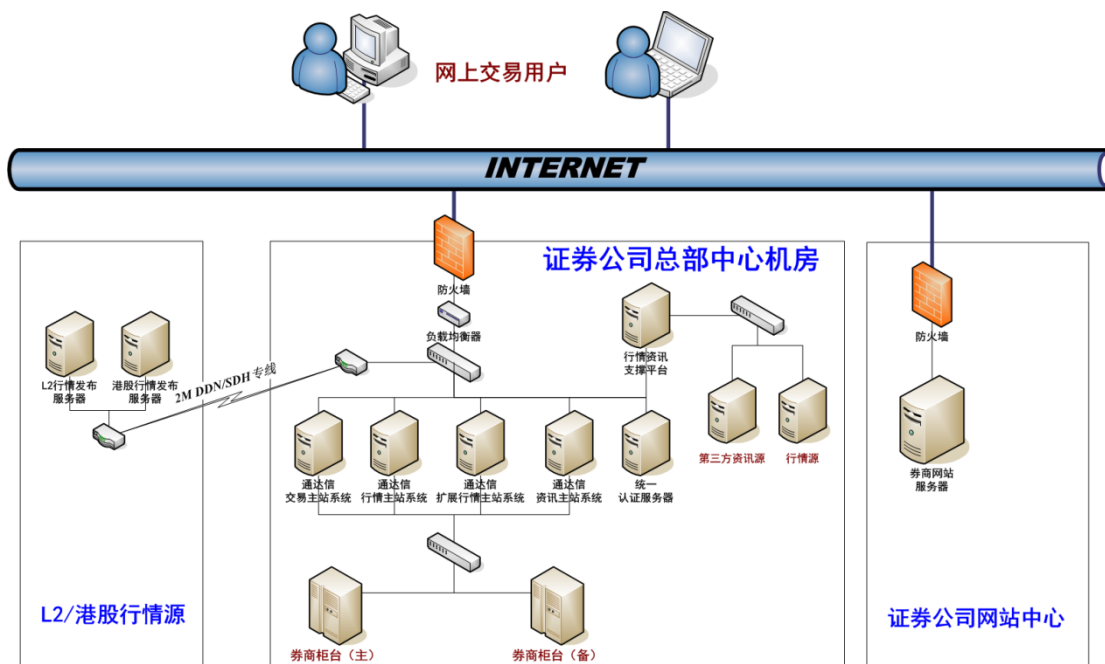 网上交易用户
INTERNET
证券公司总部中心机房
防火墙
负载均衡器
行情资讯
支撑平台
防火墙
L2行情发布
服务器
港股行情发布
服务器
2M DDN/SDH 专线
第三方资讯源
行情源
券商网站
服务器
通达信
交易主站系统
通达信
行情主站系统
通达信
扩展行情主站系统
通达信
资讯主站系统
统一
认证服务器
L2/港股行情源
证券公司网站中心
券商柜台（主）
券商柜台（备）